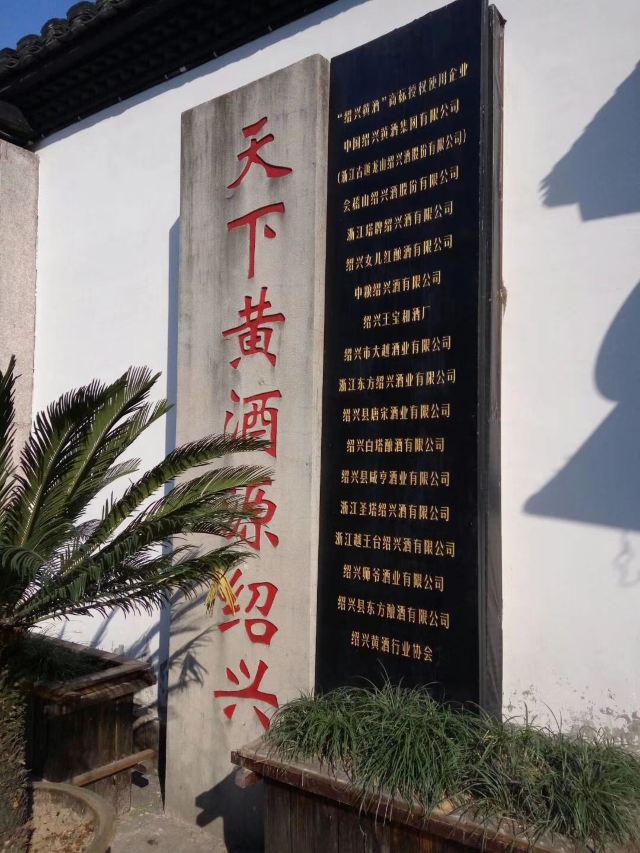 天下黄酒源绍兴
“绍兴黄酒”商标授权使用企业
中国绍兴黄酒集团有限公司
(浙江古越龙山绍兴酒股份有限公司)
会稽山绍兴酒股份有限公司
浙江塔牌绍兴酒有限公司
绍兴女儿红酿酒有限公司
中粮绍兴酒有限公司
绍兴王宝和酒厂
绍兴市大越酒业有限公司
浙江东方绍兴酒业有限公司
绍兴县唐宋酒业有限公司
绍兴白塔酿酒有限公司
绍兴县咸亨酒业有限公司
浙江圣塔绍兴酒有限公司
浙江越王台绍兴酒有限公司
绍兴师爷酒业有限公司
绍兴县东方酿酒有限公司
绍兴黄酒行业协会